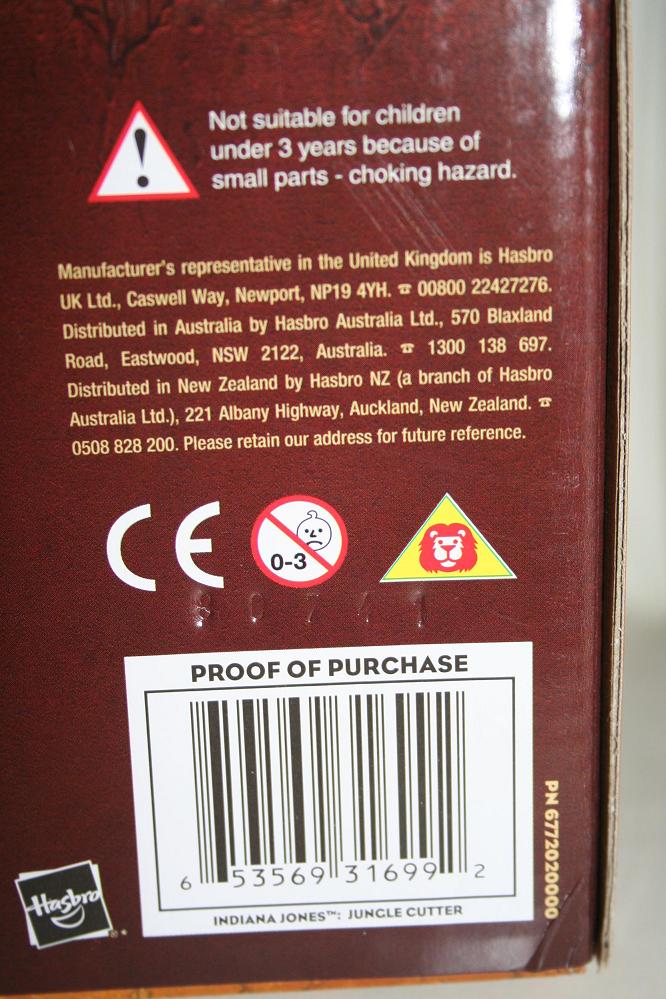 Not suitable for children
under 3 years because of
small parts - choking hazard.
Manufacturer's representative in the United Kingdom is Hasbro
UK Ltd., Caswell Way, Newport, NP19 4YH. ☎ 00800 22427276.
Distributed in Australia by Hasbro Australia Ltd., 570 Blaxland
Road, Eastwood, NSW 2122, Australia. ☎ 1300 138 697.
Distributed in New Zealand by Hasbro NZ (a branch of Hasbro
Australia Ltd.), 221 Albany Highway, Auckland, New Zealand. ☎
0508 828 200. Please retain our address for future reference.
CE
0-3
PROOF OF PURCHASE
6 53569 31699 2
INDIANA JONES™: JUNGLE CUTTER
PN 6772020000
Hasbro